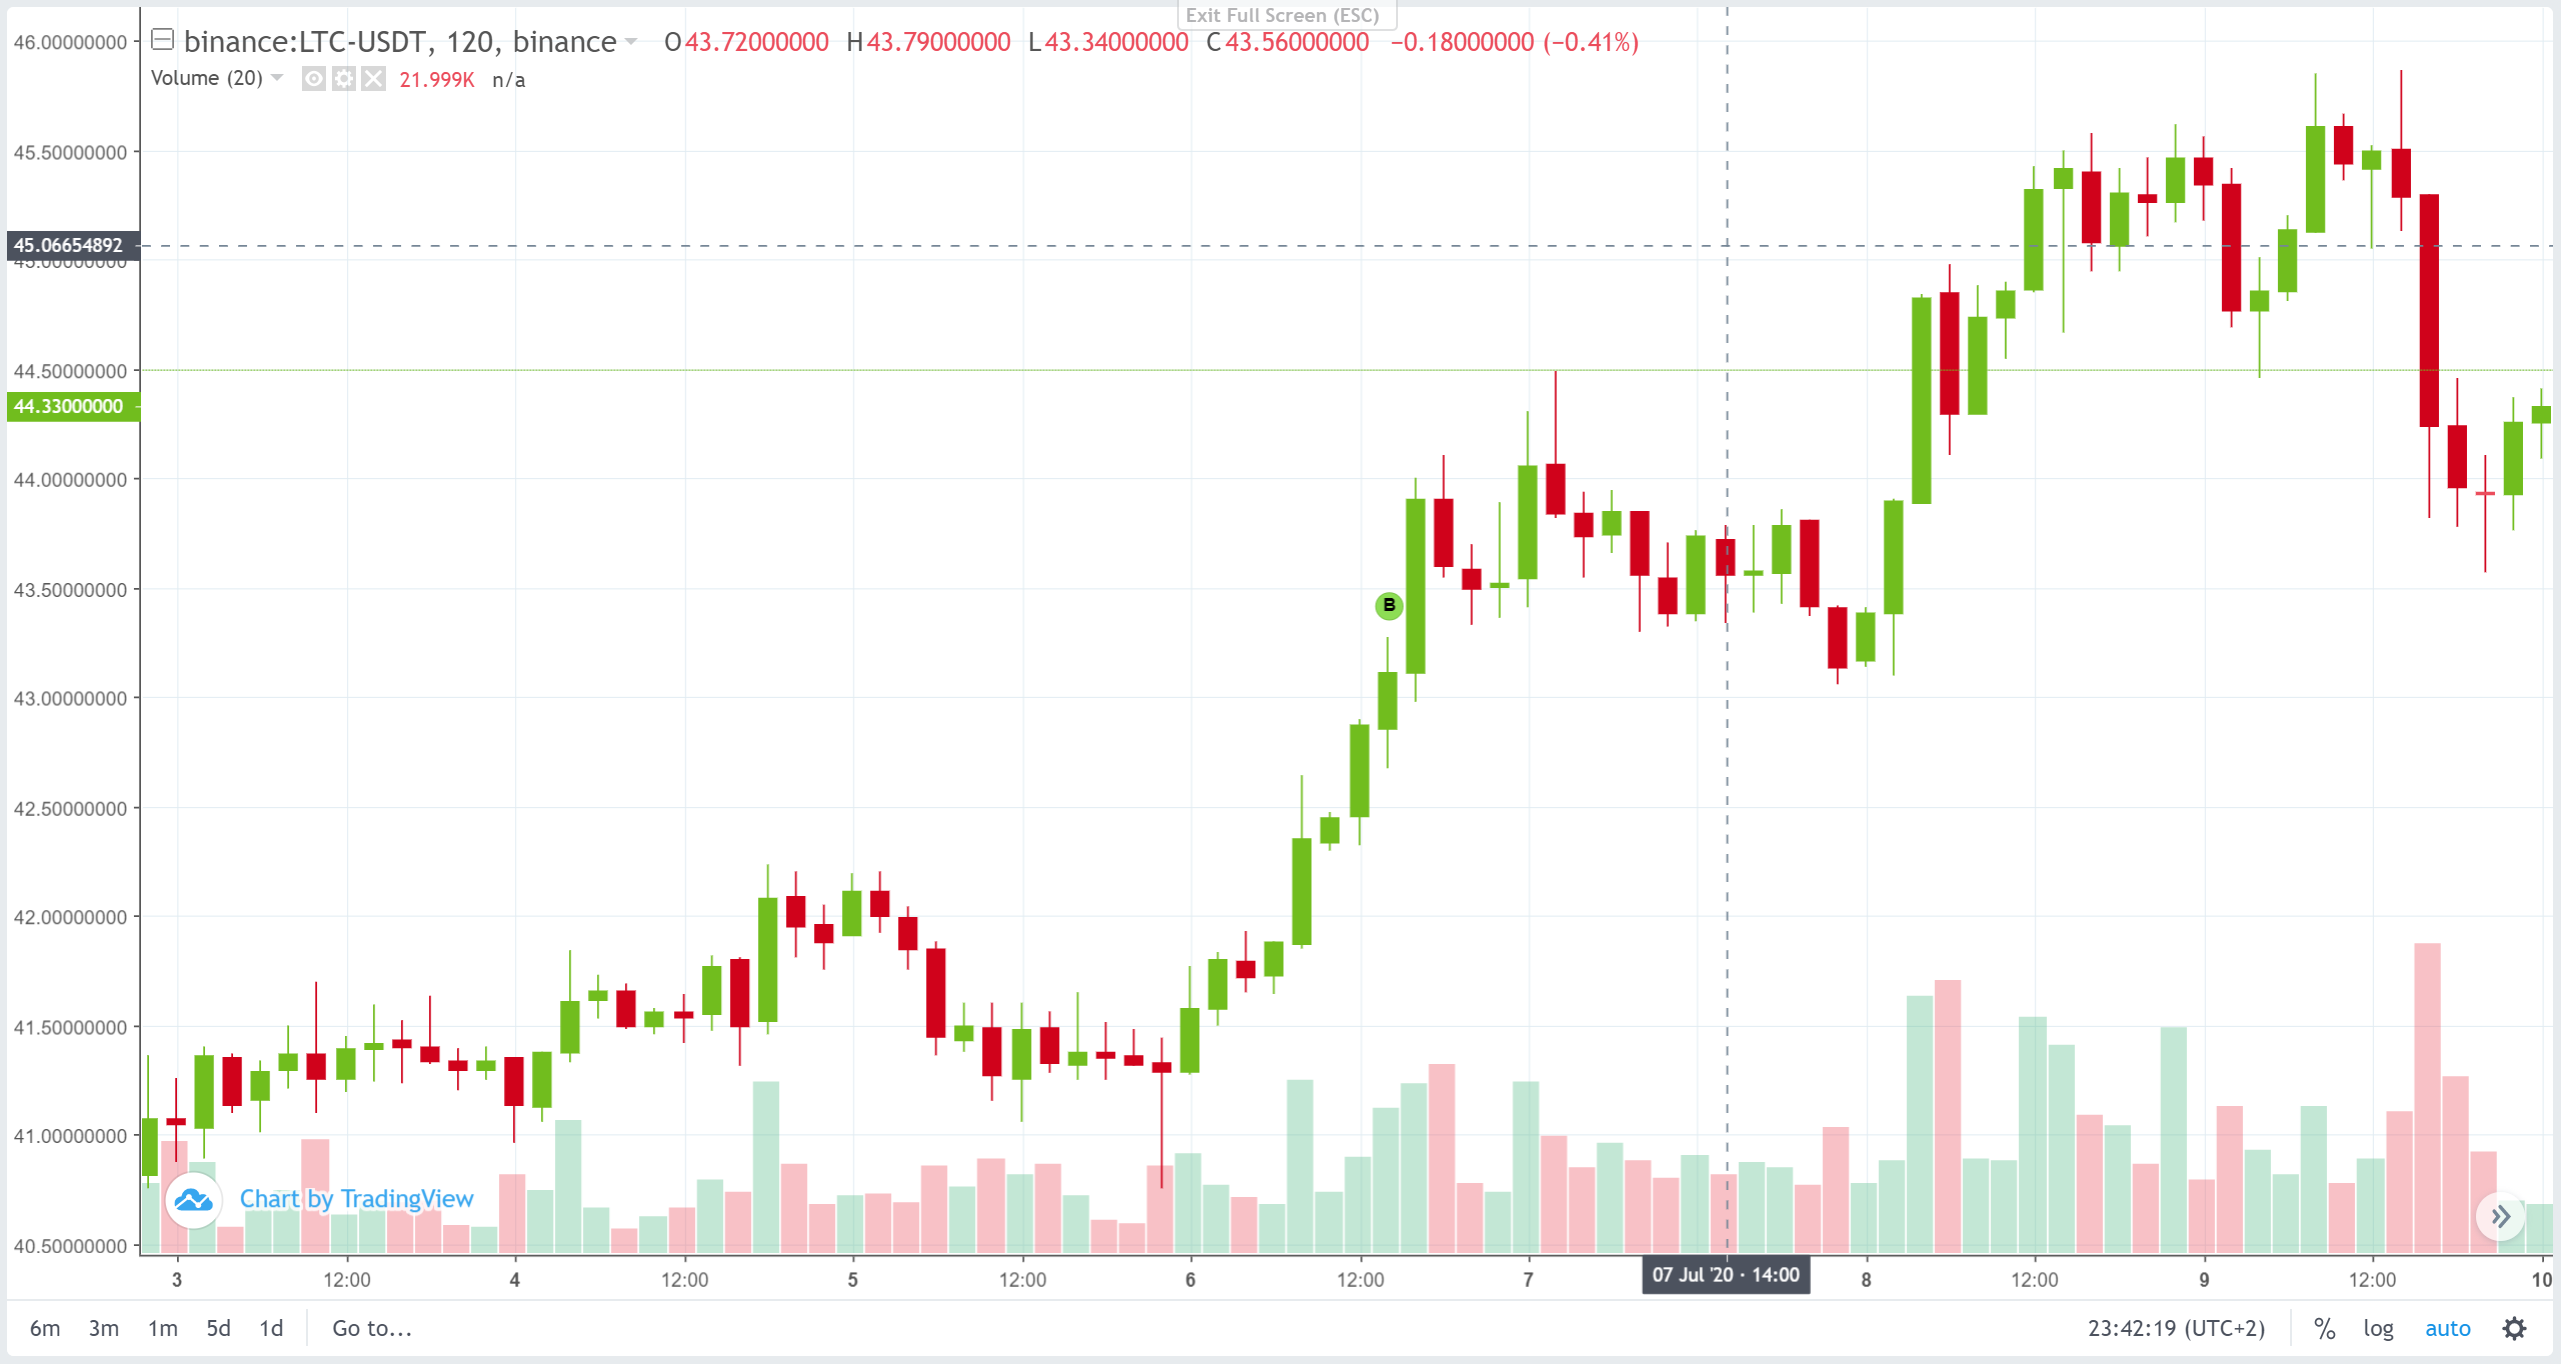 Exit Full Screen (ESC)
binance:LTC-USDT, 120, binance O43.72000000 H43.79000000 L43.34000000 C43.56000000 −0.18000000 (−0.41%)
Volume (20) 21.999K n/a
46.00000000
45.50000000
45.06654892
45.00000000
44.50000000
44.33000000
44.00000000
43.50000000
B
43.00000000
42.50000000
42.00000000
41.50000000
41.00000000
Chart by TradingView
40.50000000
3 12:00 4 12:00 5 12:00 6 12:00 7 07 Jul '20 · 14:00 8 12:00 9 12:00 10
6m 3m 1m 5d 1d Go to... 23:42:19 (UTC+2) % log auto